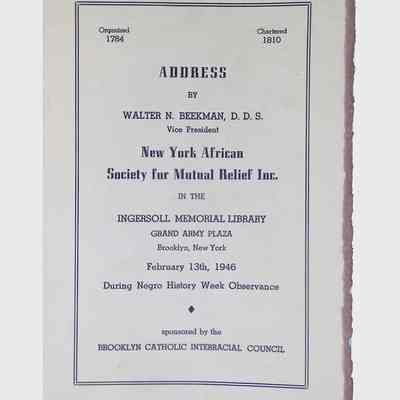 Organized
1784
Chartered
1810
ADDRESS
BY
WALTER N. BEEKMAN, D. D. S.
Vice President
New York African
Society for Mutual Relief Inc.
IN THE
INGERSOLL MEMORIAL LIBRARY
GRAND ARMY PLAZA
Brooklyn, New York
February 13th, 1946
During Negro History Week Observance
sponsored by the
BROOKLYN CATHOLIC INTERRACIAL COUNCIL